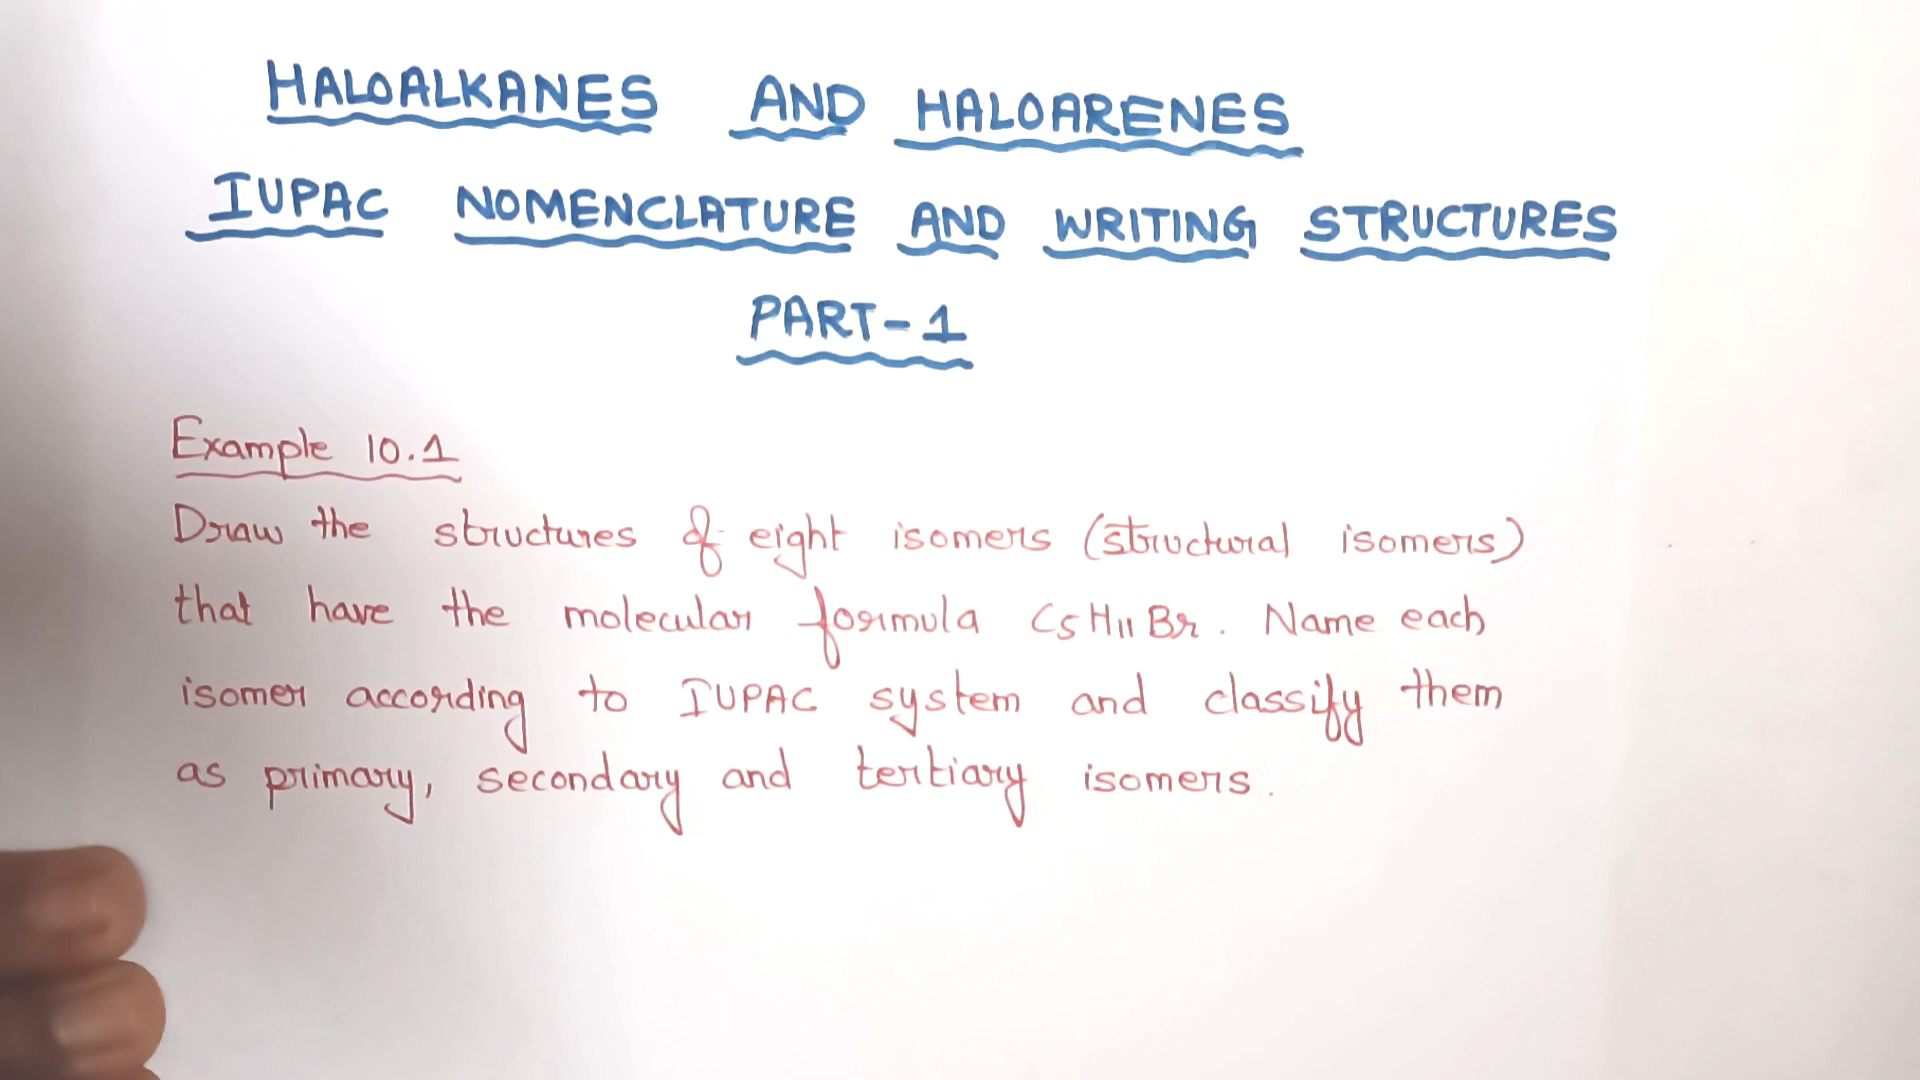 HALOALKANES AND HALOARENES
IUPAC NOMENCLATURE AND WRITING STRUCTURES
PART-1
Example 10.1
Draw the structures of eight isomers (structural isomers)
that have the molecular formula C5H11Br. Name each
isomer according to IUPAC system and classify them
as primary, secondary and tertiary isomers.